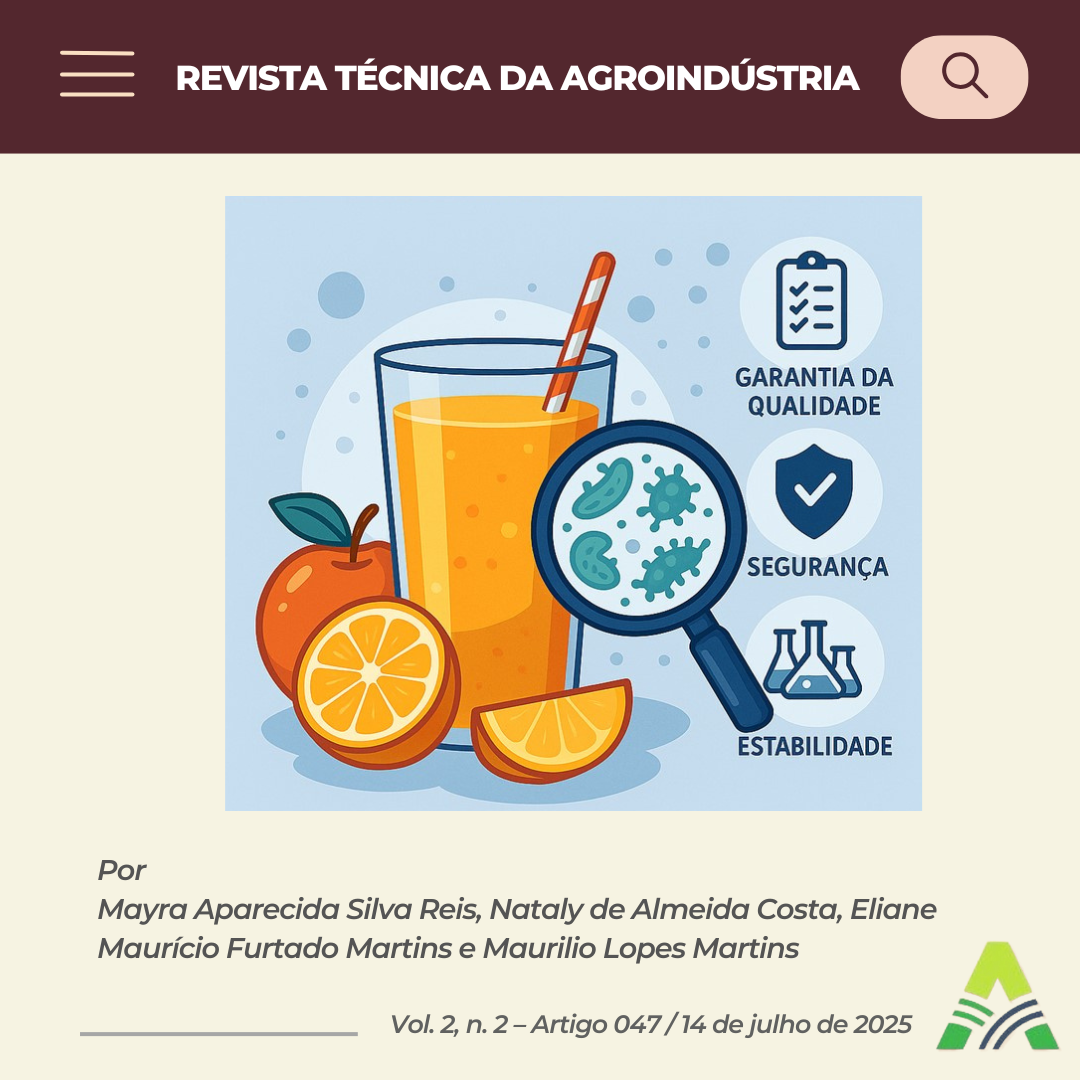 REVISTA TÉCNICA DA AGROINDÚSTRIA
GARANTIA DA
QUALIDADE
SEGURANÇA
ESTABILIDADE
Por
Mayra Aparecida Silva Reis, Nataly de Almeida Costa, Eliane
Maurício Furtado Martins e Maurilio Lopes Martins
Vol. 2, n. 2 – Artigo 047 / 14 de julho de 2025